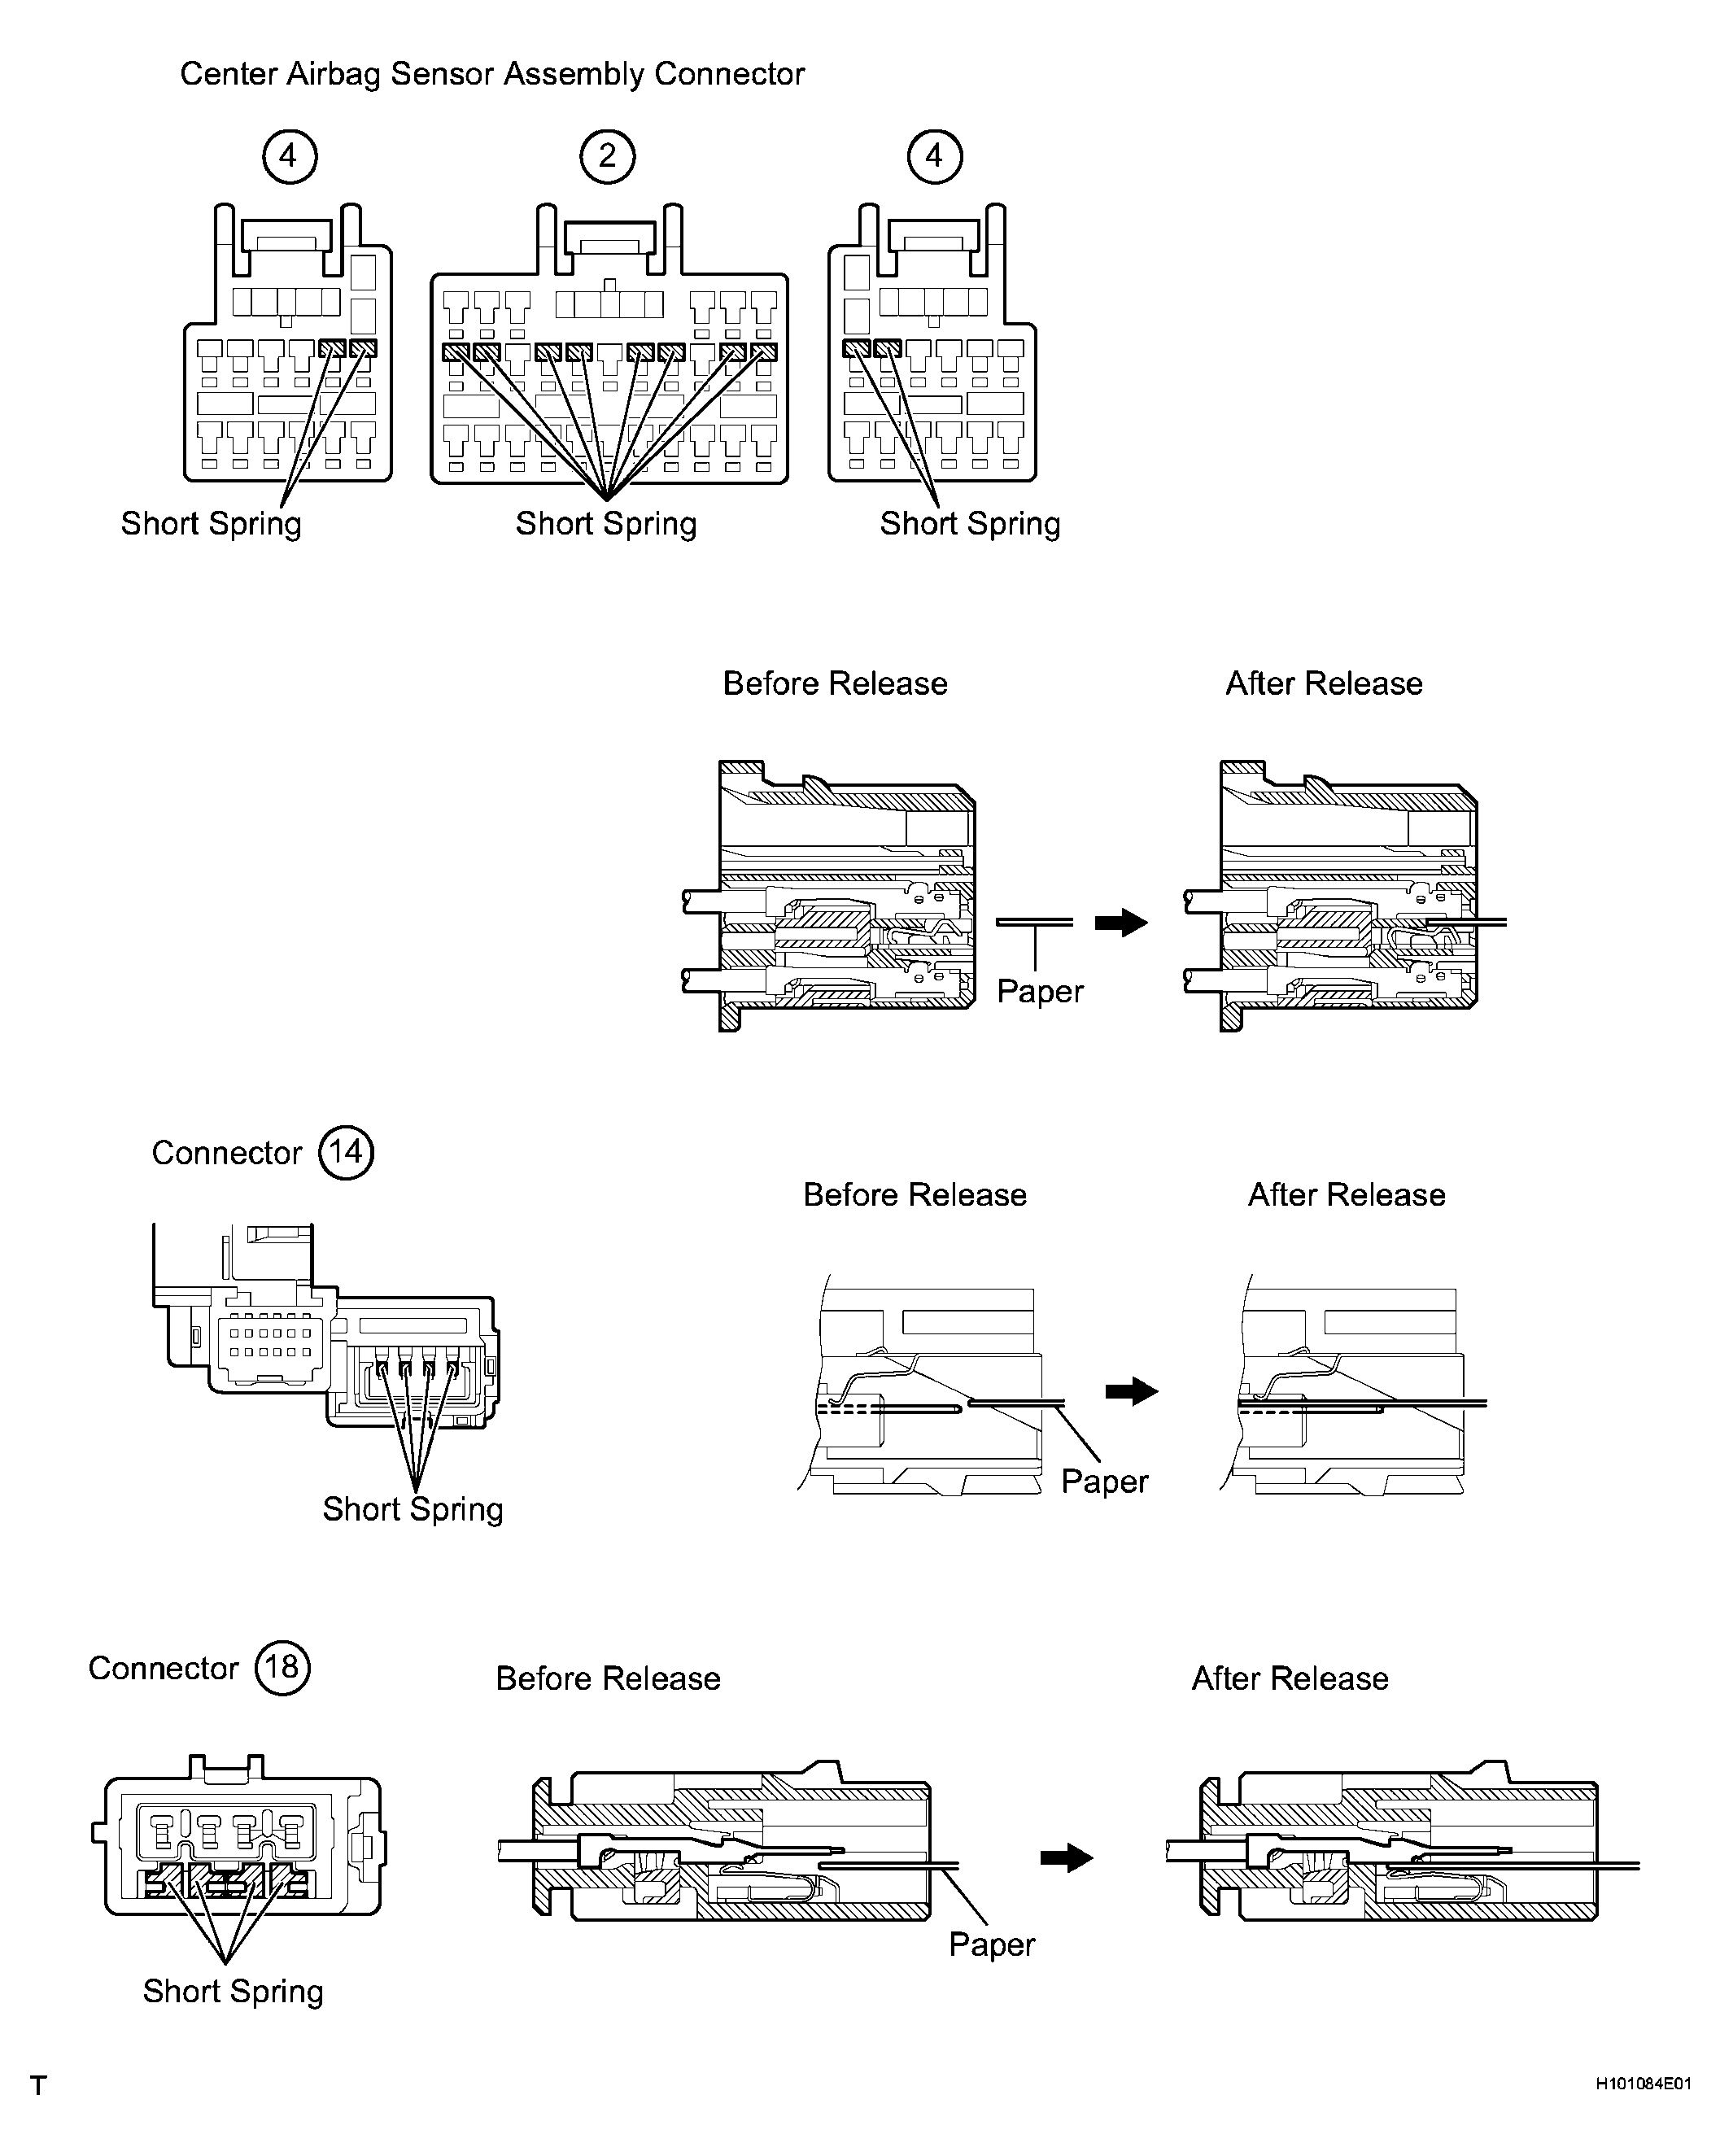 Center Airbag Sensor Assembly Connector
4 2 4
Short Spring Short Spring Short Spring
Before Release After Release
Paper
Connector 14
Before Release After Release
Paper
Short Spring
Connector 18 Before Release After Release
Paper
Short Spring
T H101084E01